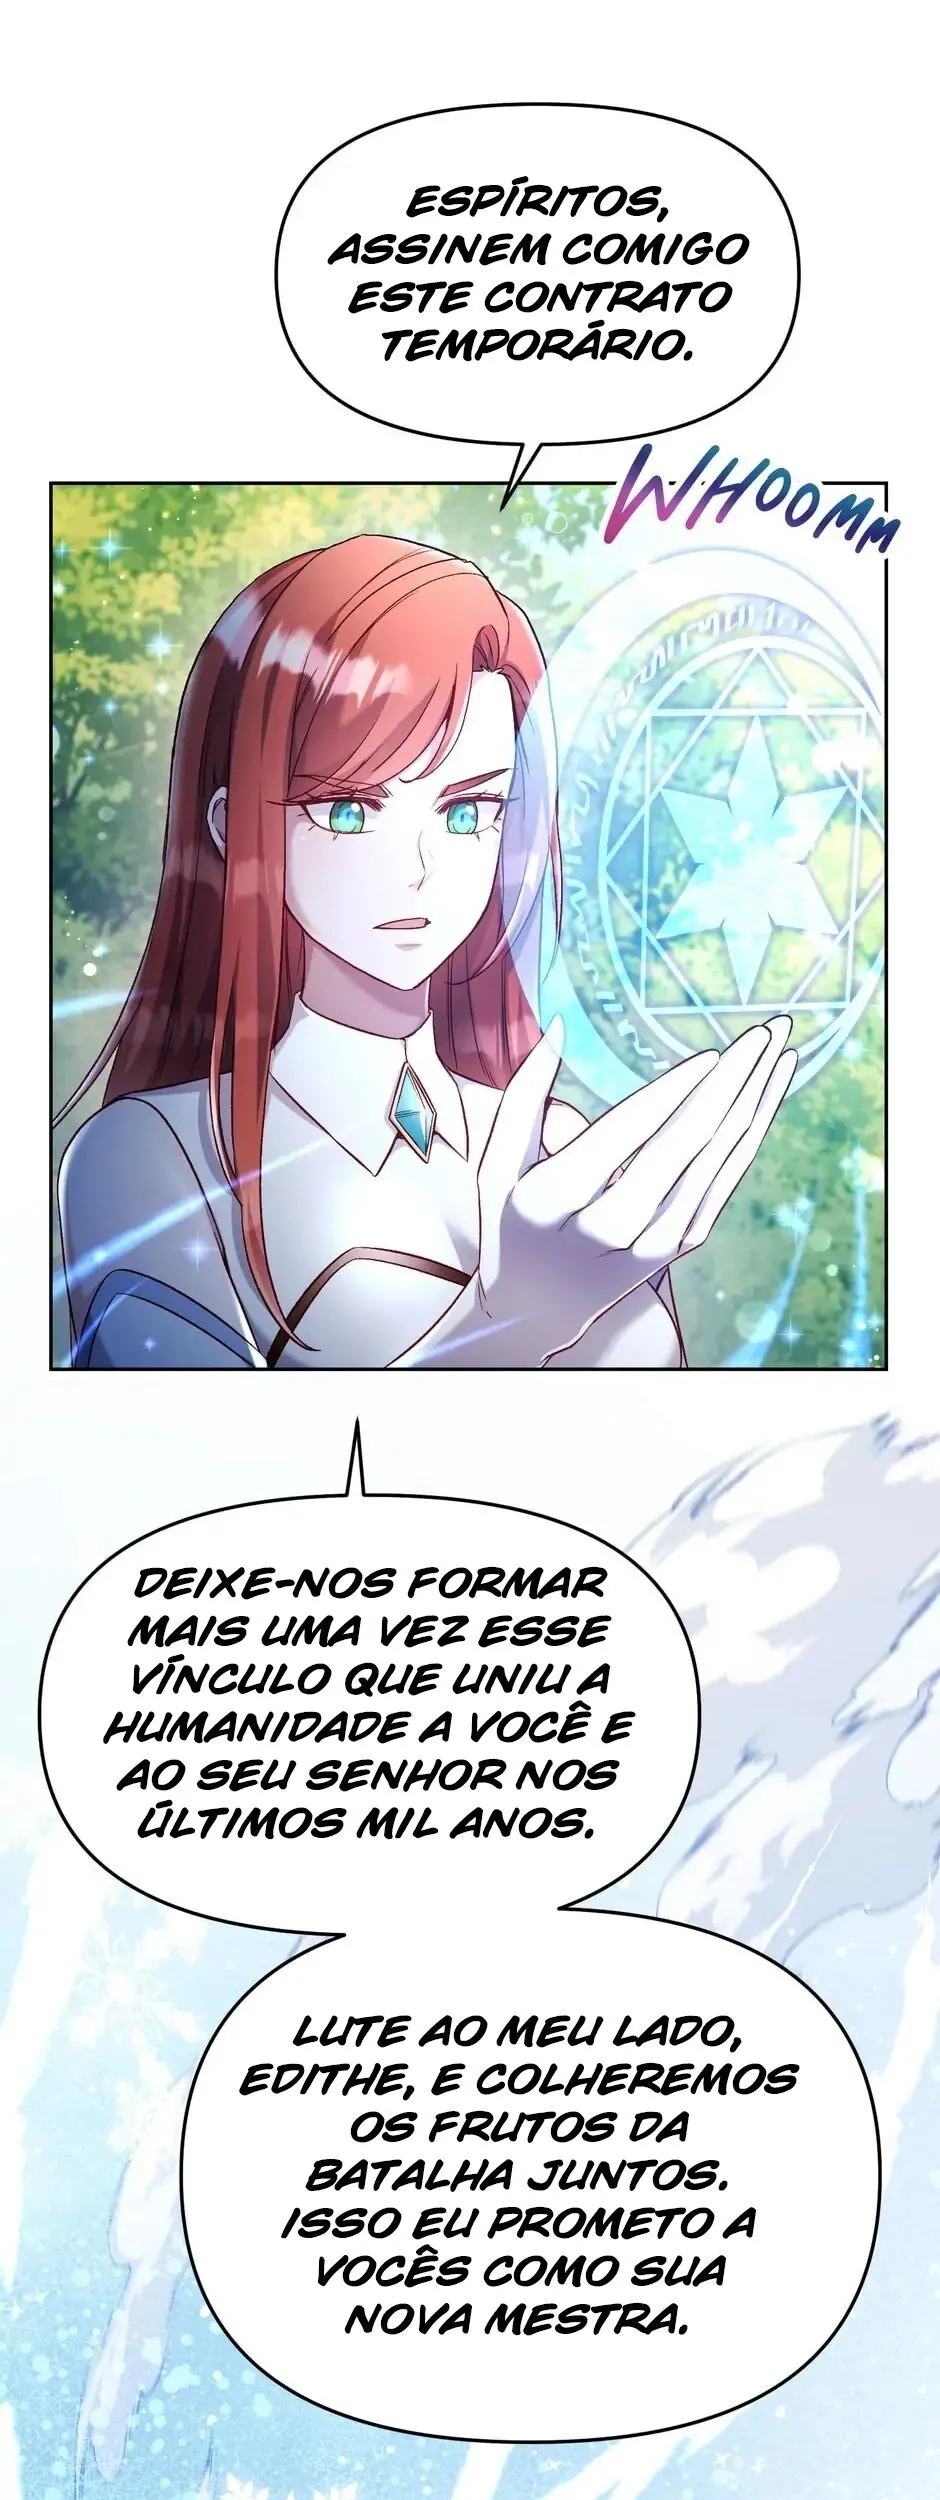 ESPÍRITOS,
ASSINEM COMIGO
ESTE CONTRATO
TEMPORÁRIO.
WHOOMM
DEIXE-NOS FORMAR
MAIS UMA VEZ ESSE
VÍNCULO QUE UNIU A
HUMANIDADE A VOCÊ E
AO SEU SENHOR NOS
ÚLTIMOS MIL ANOS.
LUTE AO MEU LADO,
EDITHE, E COLHEREMOS
OS FRUTOS DA
BATALHA JUNTOS.
ISSO EU PROMETO A
VOCÊS COMO SUA
NOVA MESTRA.